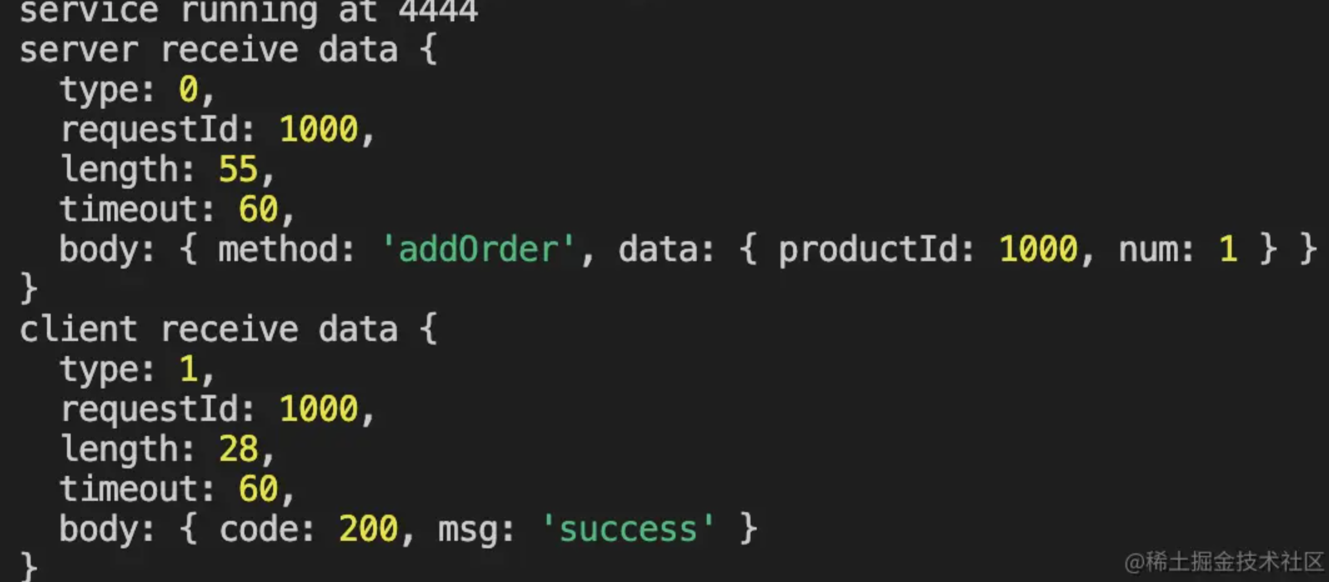 service running at 4444
server receive data {
  type: 0,
  requestId: 1000,
  length: 55,
  timeout: 60,
  body: { method: 'addOrder', data: { productId: 1000, num: 1 } }
}
client receive data {
  type: 1,
  requestId: 1000,
  length: 28,
  timeout: 60,
  body: { code: 200, msg: 'success' }
}
@稀土掘金技术社区